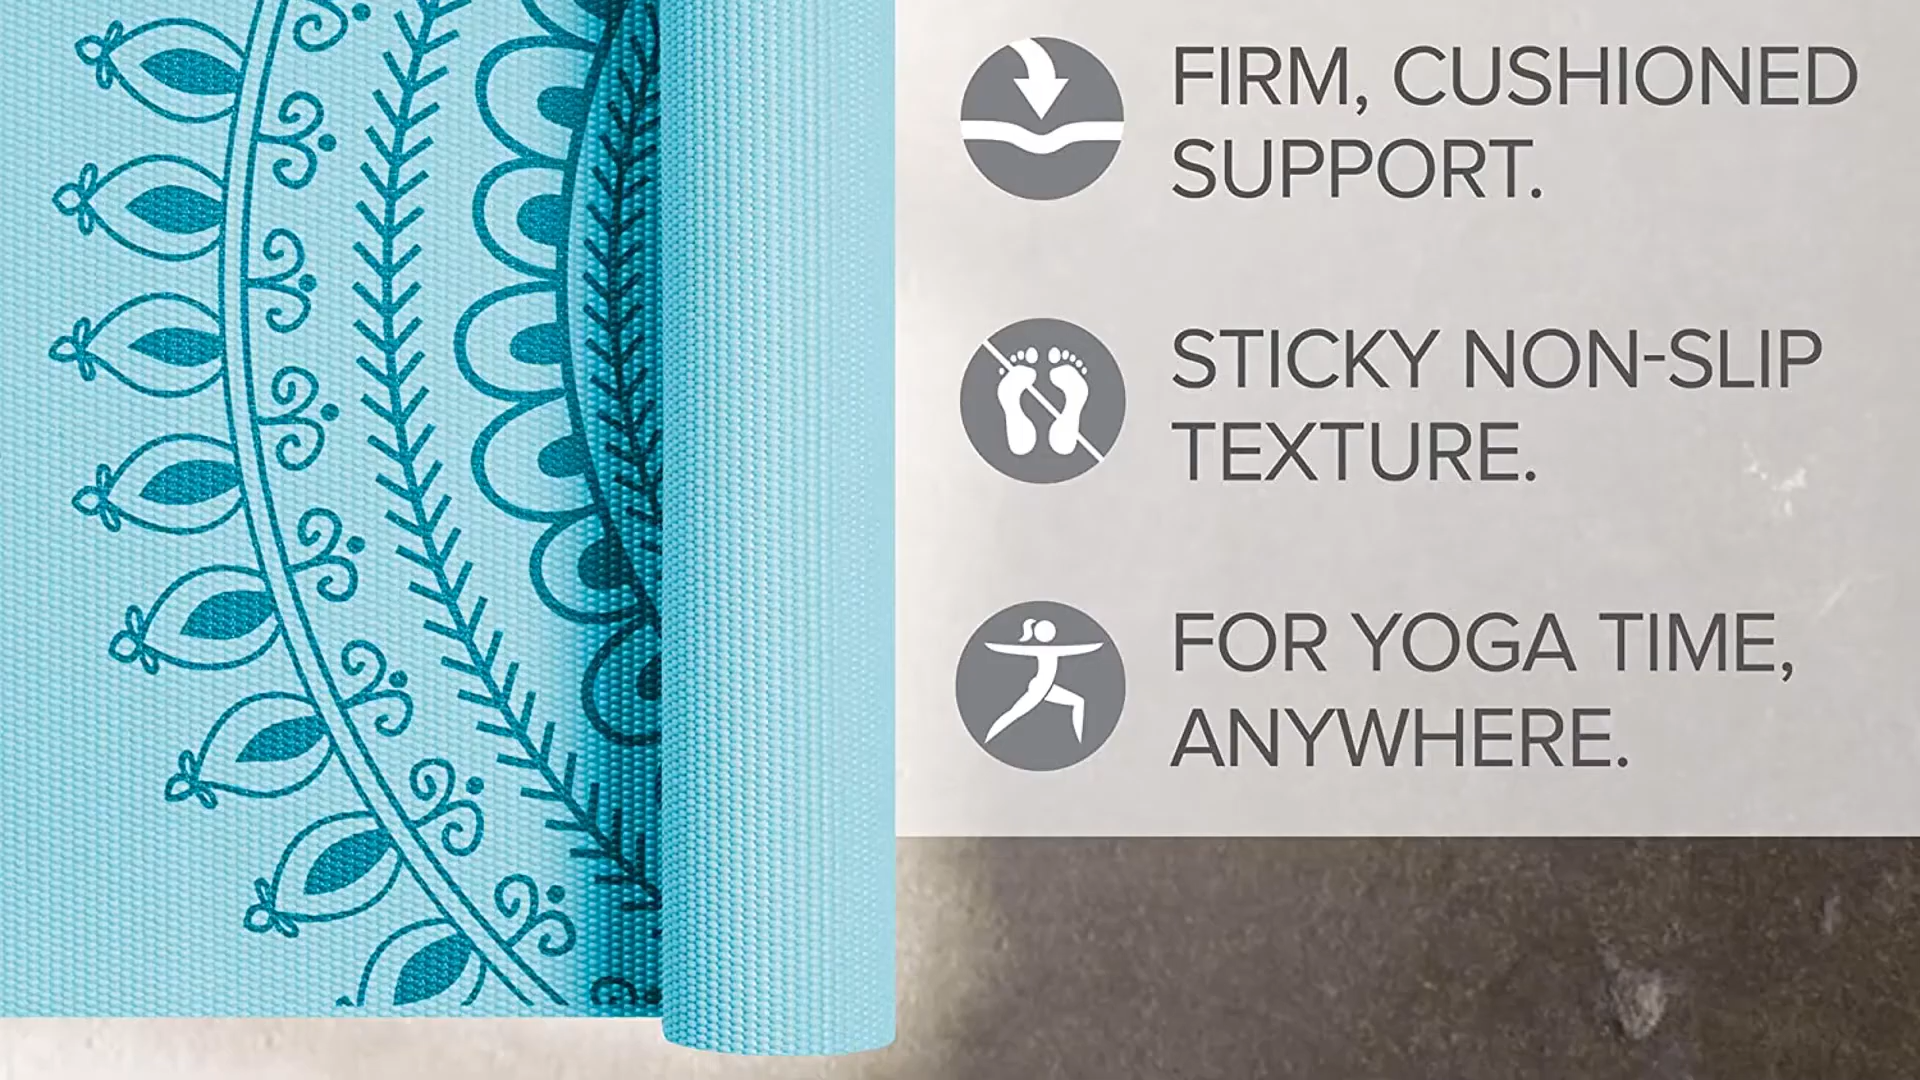 FIRM, CUSHIONED
SUPPORT.
STICKY NON-SLIP
TEXTURE.
FOR YOGA TIME,
ANYWHERE.